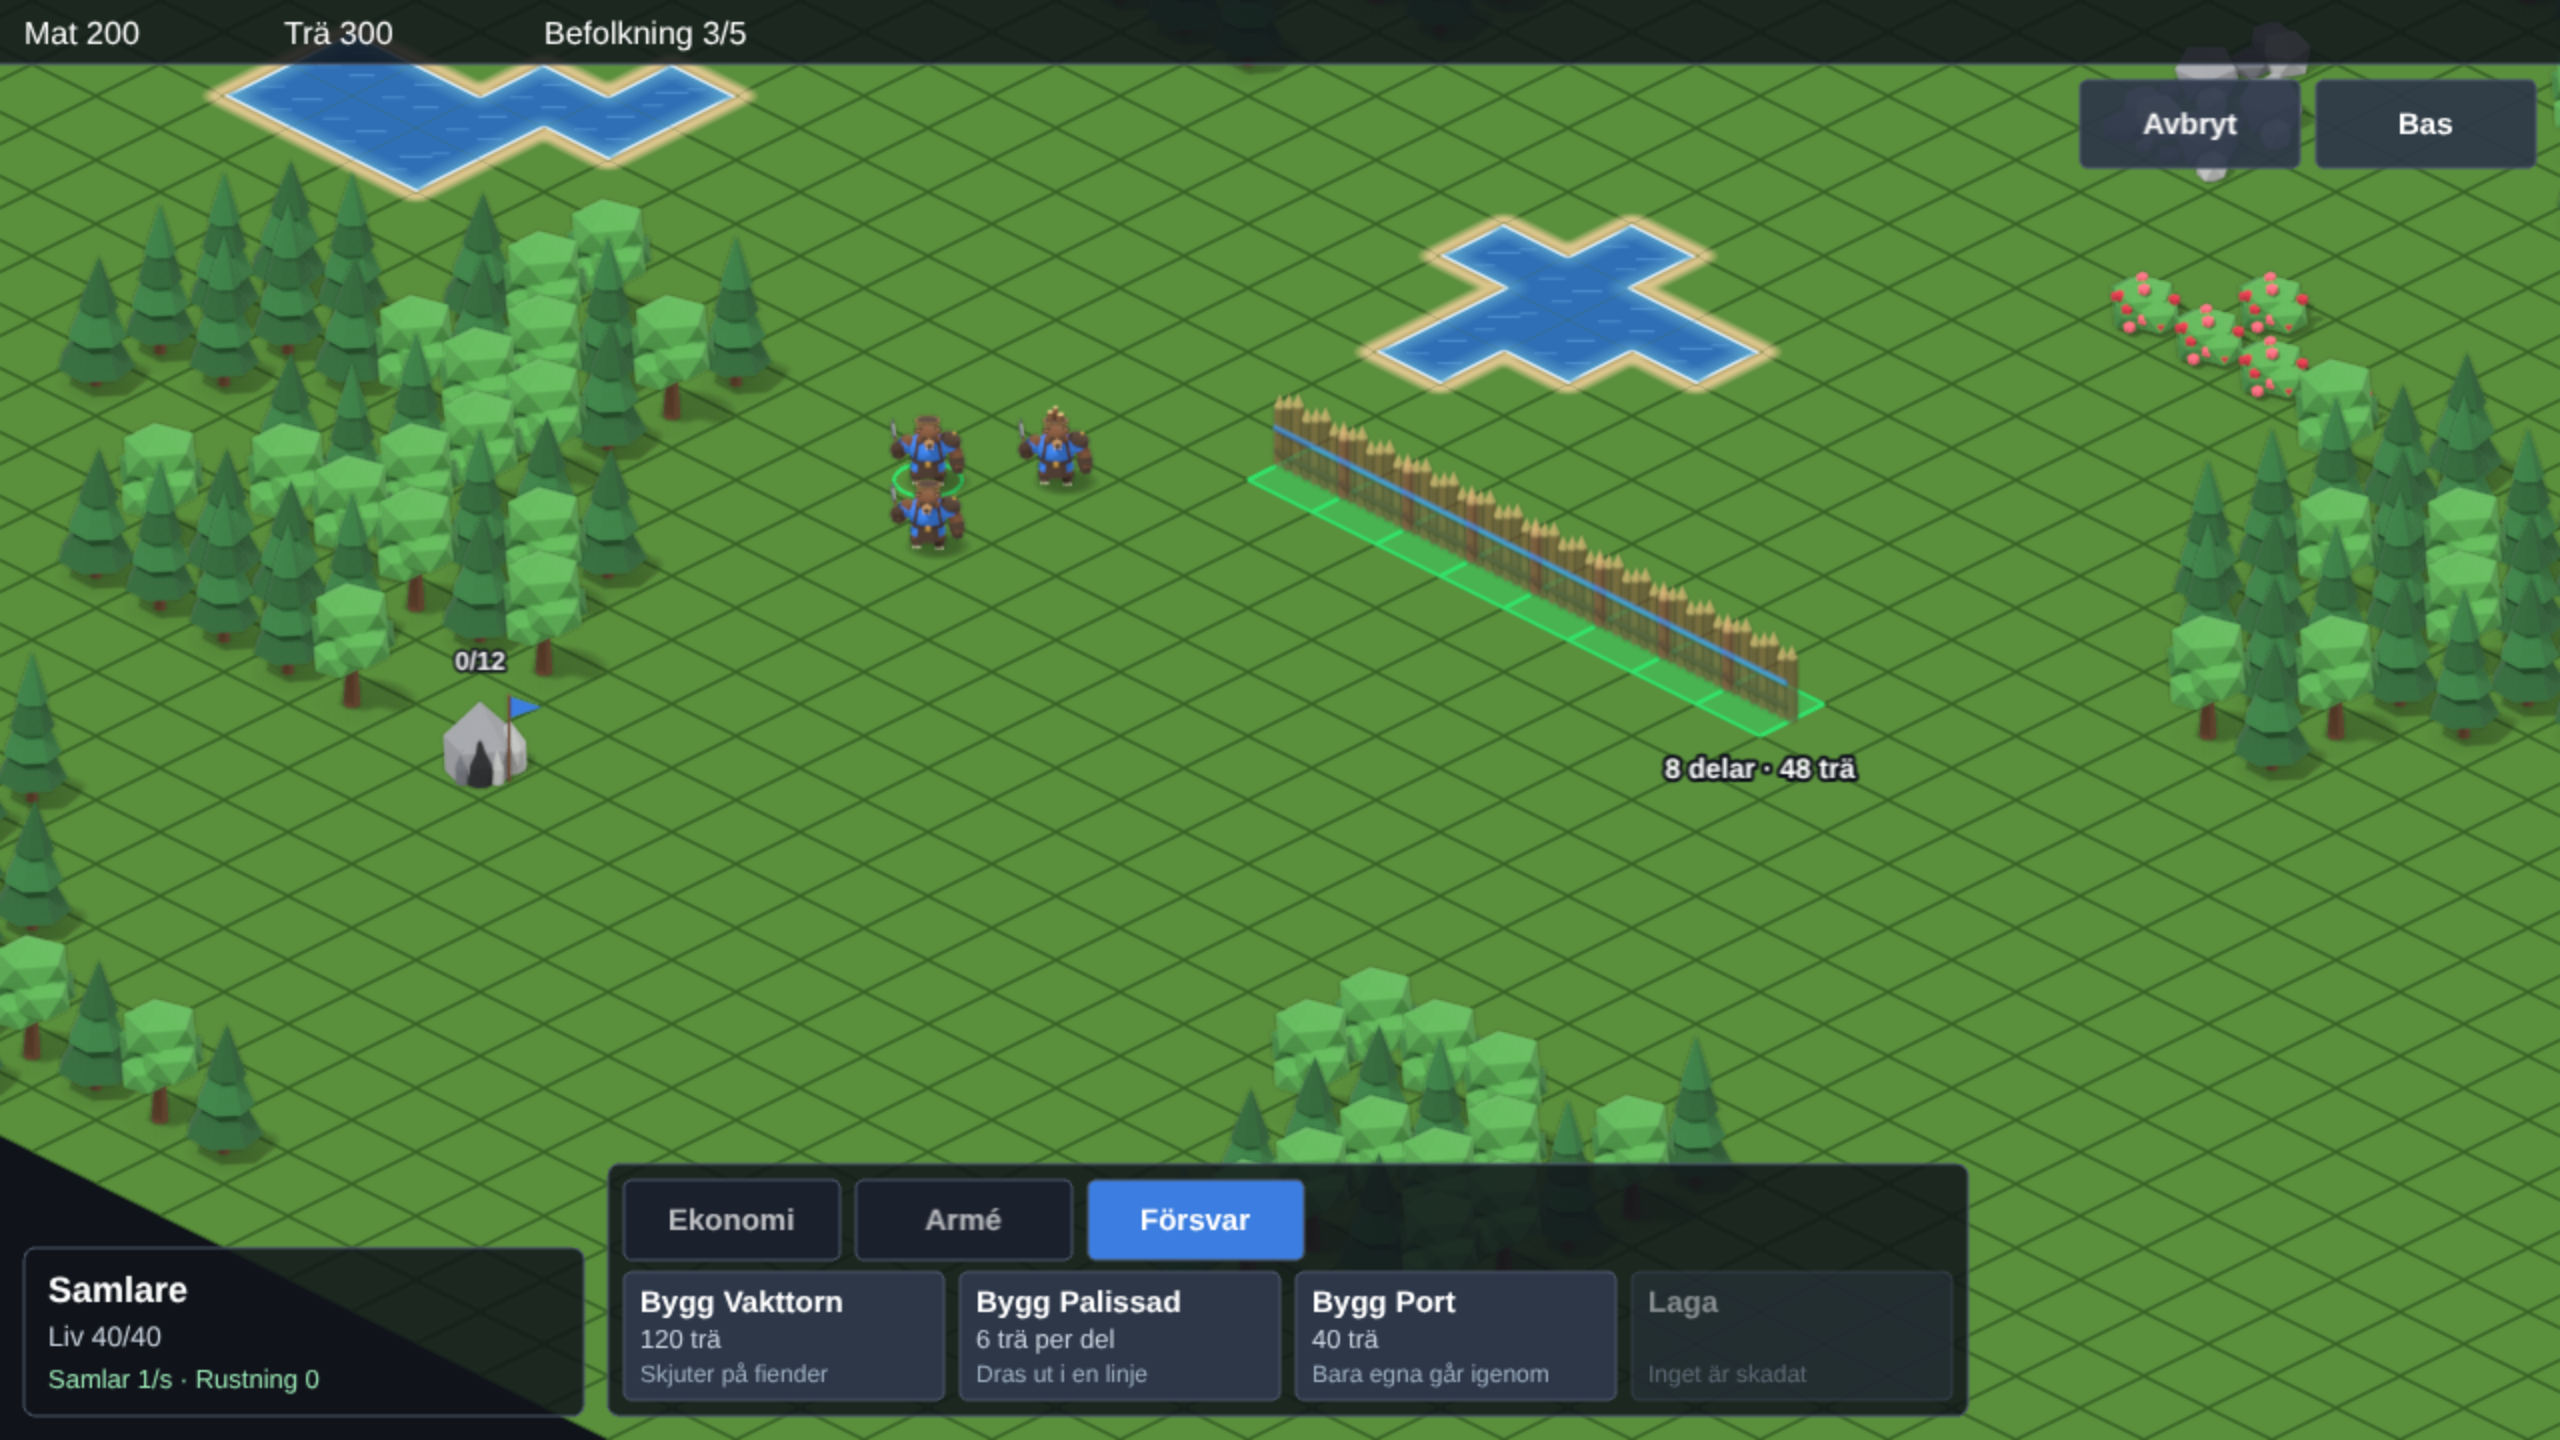 Mat 200
Trä 300
Befolkning 3/5
Avbryt
Bas
0/12
8 delar · 48 trä
Ekonomi
Armé
Försvar
Samlare
Liv 40/40
Samlar 1/s · Rustning 0
Bygg Vakttorn
120 trä
Skjuter på fiender
Bygg Palissad
6 trä per del
Dras ut i en linje
Bygg Port
40 trä
Bara egna går igenom
Laga
Inget är skadat